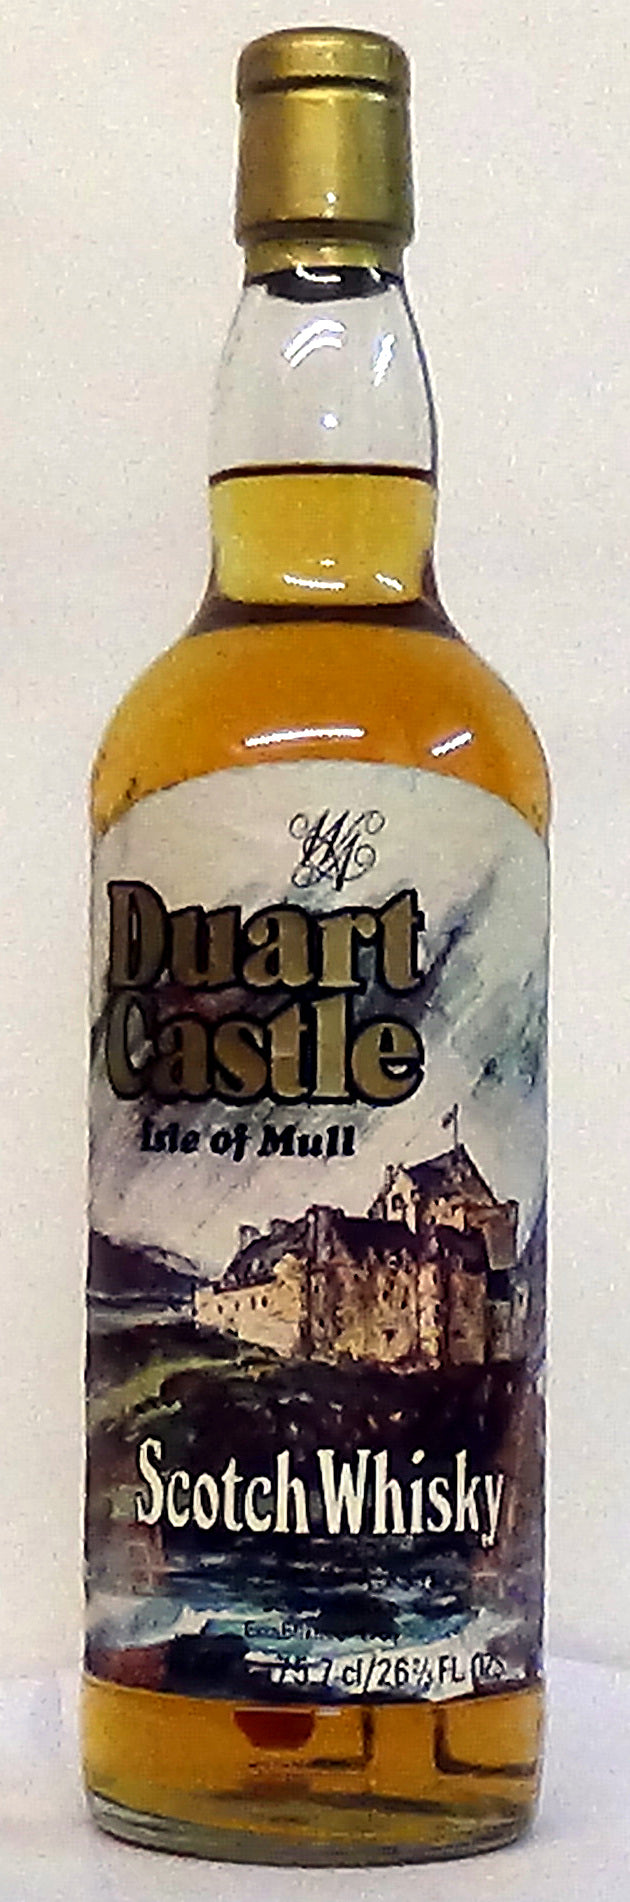 Duart
Castle
Isle of Mull
Scotch Whisky
75.7 cl/26⅔ FL OZS